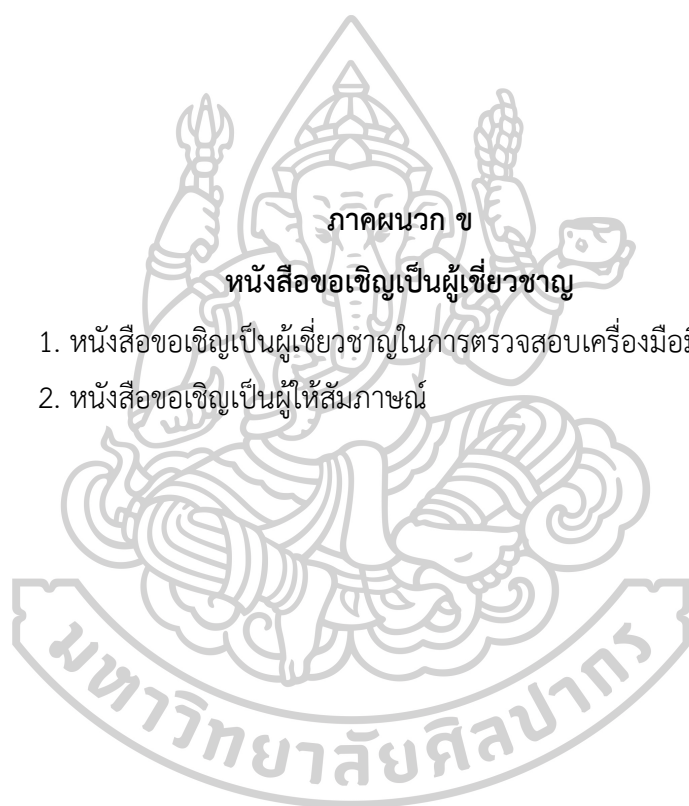 ภาคผนวก ข
หนังสือขอเชิญเป็นผู้เชี่ยวชาญ
1. หนังสือขอเชิญเป็นผู้เชี่ยวชาญในการตรวจสอบเครื่องมือ
2. หนังสือขอเชิญเป็นผู้ให้สัมภาษณ์
มหาวิทยาลัยศิลปากร